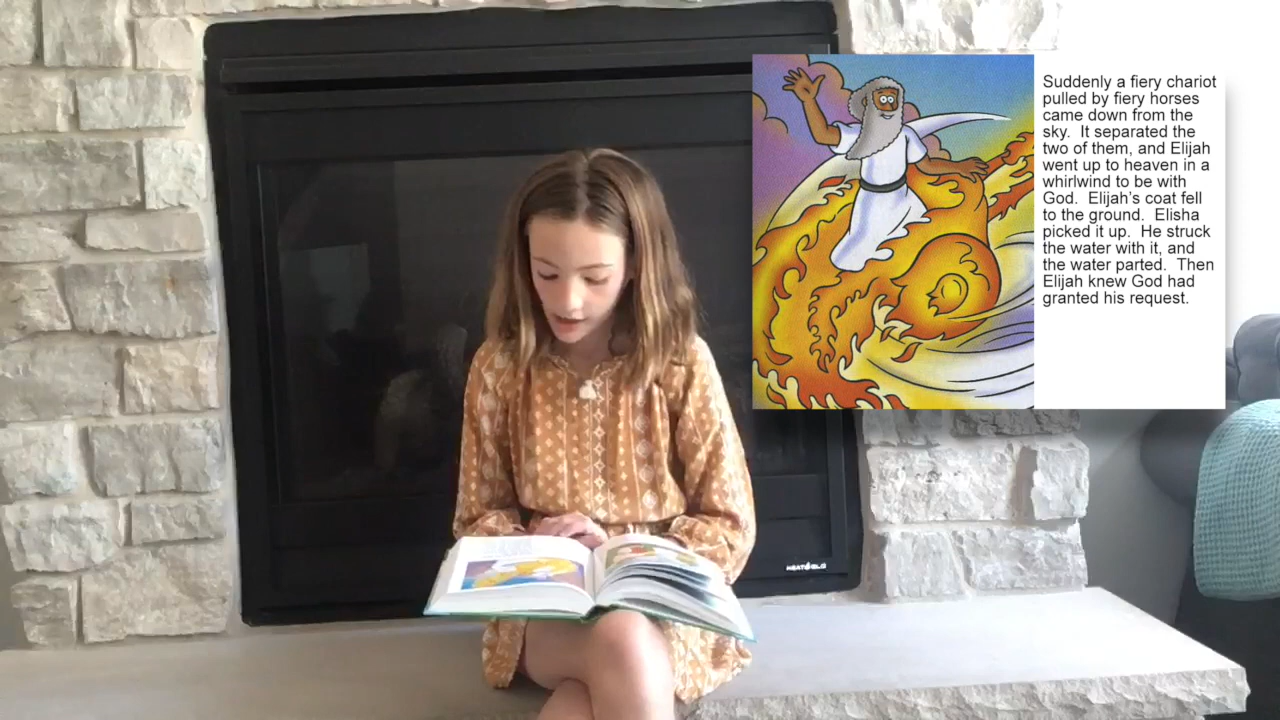 Suddenly a fiery chariot
pulled by fiery horses
came down from the
sky.  It separated the
two of them, and Elijah
went up to heaven in a
whirlwind to be with
God.  Elijah's coat fell
to the ground.  Elisha
picked it up.  He struck
the water with it, and
the water parted.  Then
Elijah knew God had
granted his request.
HEAT&GLO